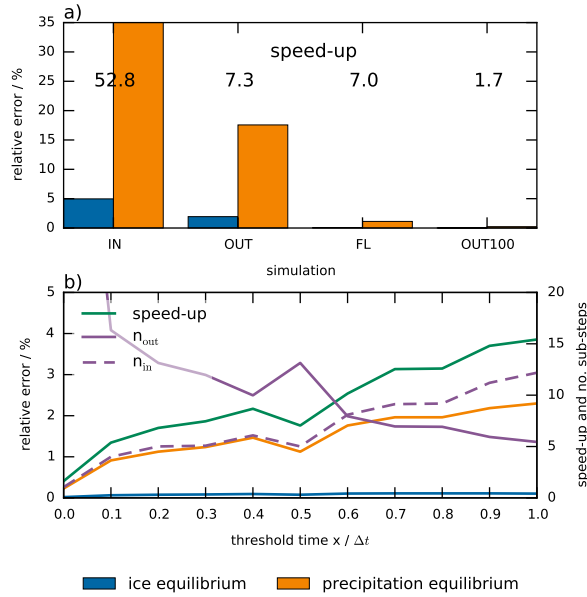 a)
speed-up
52.8 7.3 7.0 1.7
relative error / %
35
30
25
20
15
10
5
0
IN OUT FL OUT100
simulation
b)
speed-up
n_out
n_in
relative error / %
5
4
3
2
1
0
speed-up and no. sub-steps
20
15
10
5
0
0.0 0.1 0.2 0.3 0.4 0.5 0.6 0.7 0.8 0.9 1.0
threshold time x / Δt
ice equilibrium precipitation equilibrium